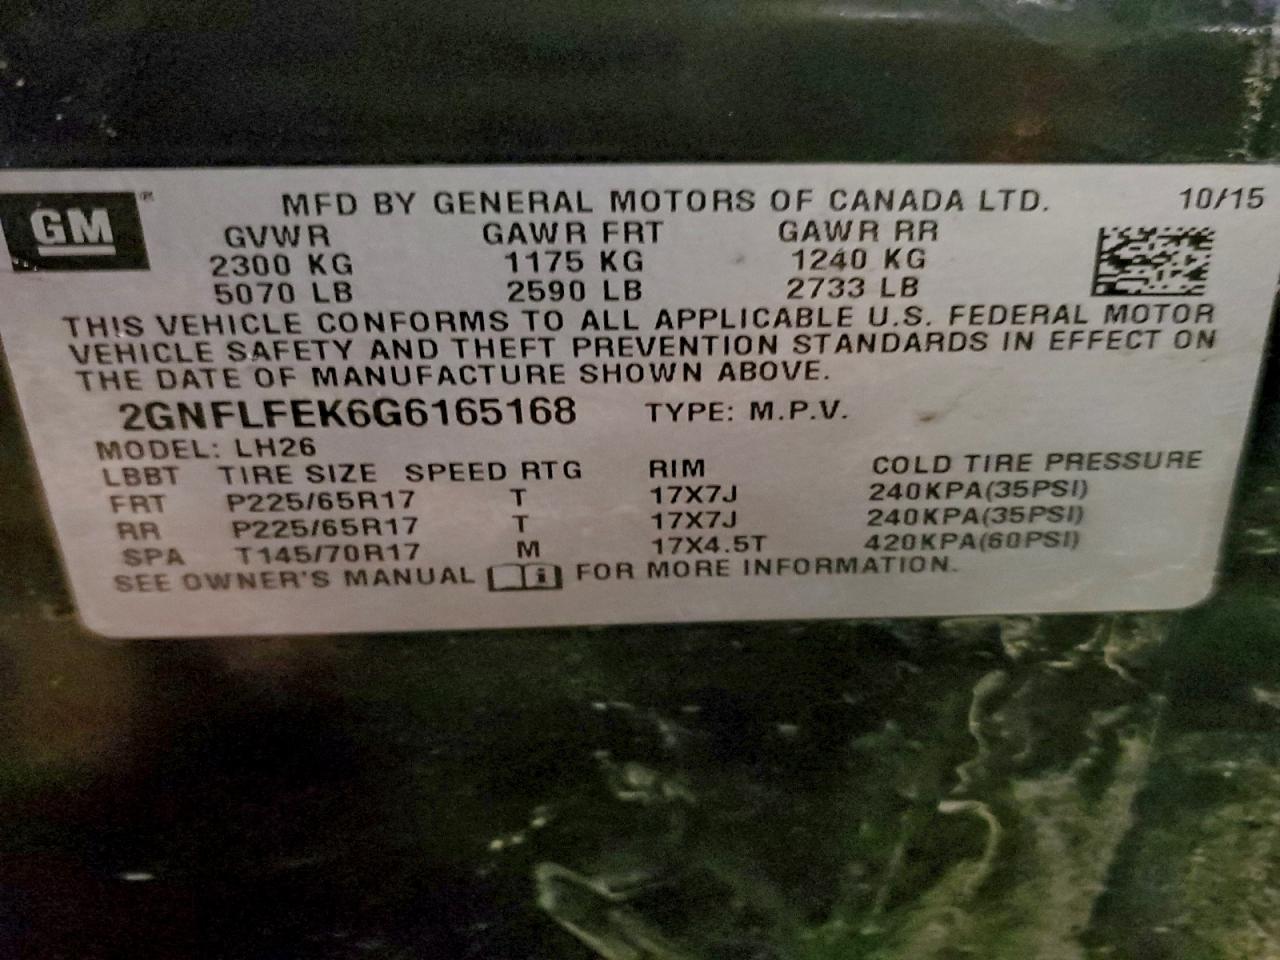 GM® MFD BY GENERAL MOTORS OF CANADA LTD. 10/15
GVWR GAWR FRT GAWR RR
2300 KG 1175 KG 1240 KG
5070 LB 2590 LB 2733 LB
THIS VEHICLE CONFORMS TO ALL APPLICABLE U.S. FEDERAL MOTOR
VEHICLE SAFETY AND THEFT PREVENTION STANDARDS IN EFFECT ON
THE DATE OF MANUFACTURE SHOWN ABOVE.
2GNFLFEK6G6165168 TYPE: M.P.V.
MODEL: LH26
LBBT TIRE SIZE SPEED RTG RIM COLD TIRE PRESSURE
FRT P225/65R17 T 17X7J 240KPA(35PSI)
RR P225/65R17 T 17X7J 240KPA(35PSI)
SPA T145/70R17 M 17X4.5T 420KPA(60PSI)
SEE OWNER'S MANUAL i FOR MORE INFORMATION.